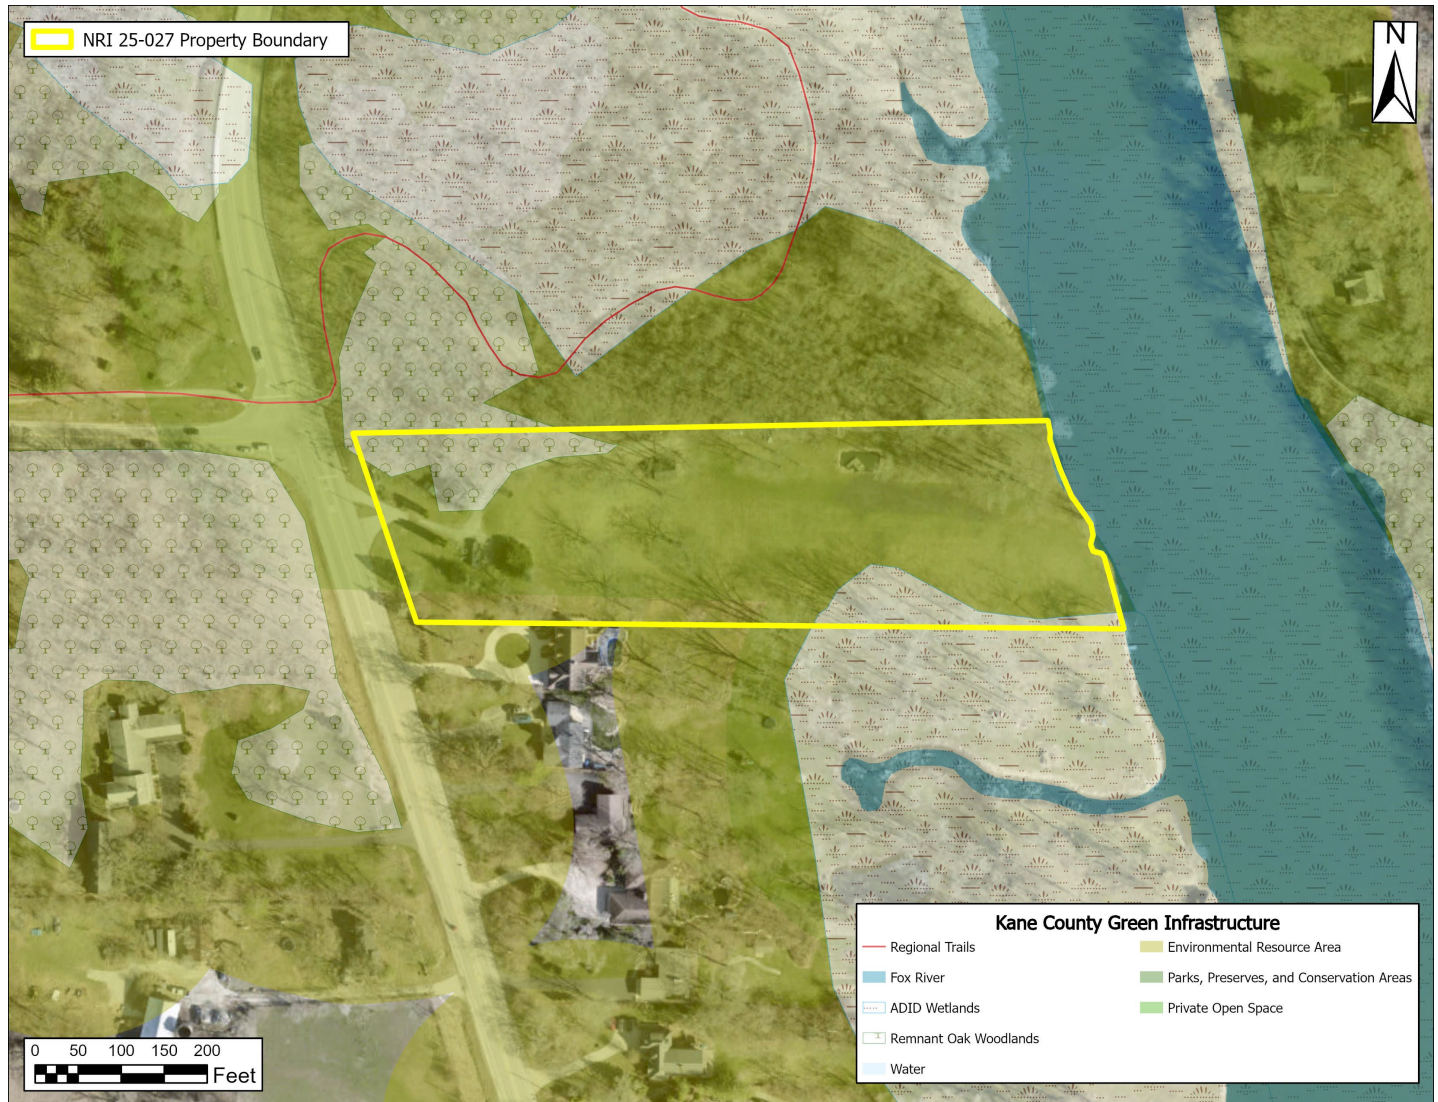 NRI 25-027 Property Boundary
N
Kane County Green Infrastructure
Regional Trails
Fox River
ADID Wetlands
Remnant Oak Woodlands
Water
Environmental Resource Area
Parks, Preserves, and Conservation Areas
Private Open Space
0 50 100 150 200
Feet